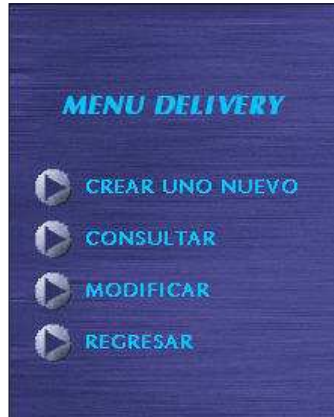 MENU DELIVERY
CREAR UNO NUEVO
CONSULTAR
MODIFICAR
REGRESAR